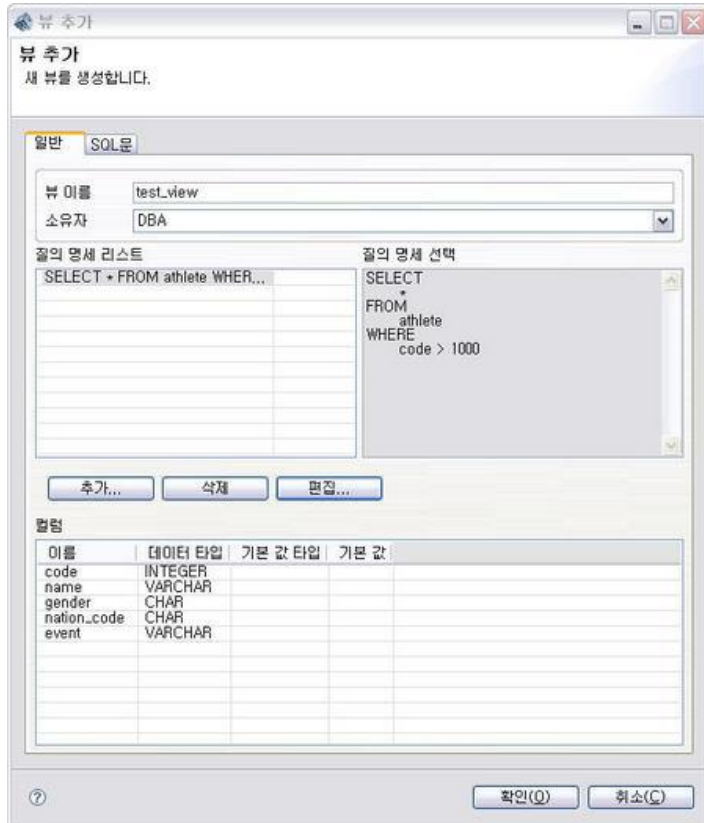 뷰 추가
뷰 추가
새 뷰를 생성합니다.
일반 SQL문
뷰 이름 test_view
소유자 DBA
질의 명세 리스트 질의 명세 선택
SELECT * FROM athlete WHER...
SELECT
*
FROM
athlete
WHERE
code > 1000
추가... 삭제 편집...
컬럼
이름 데이터 타입 기본 값 타입 기본 값
code INTEGER
name VARCHAR
gender CHAR
nation_code CHAR
event VARCHAR
확인(O) 취소(C)